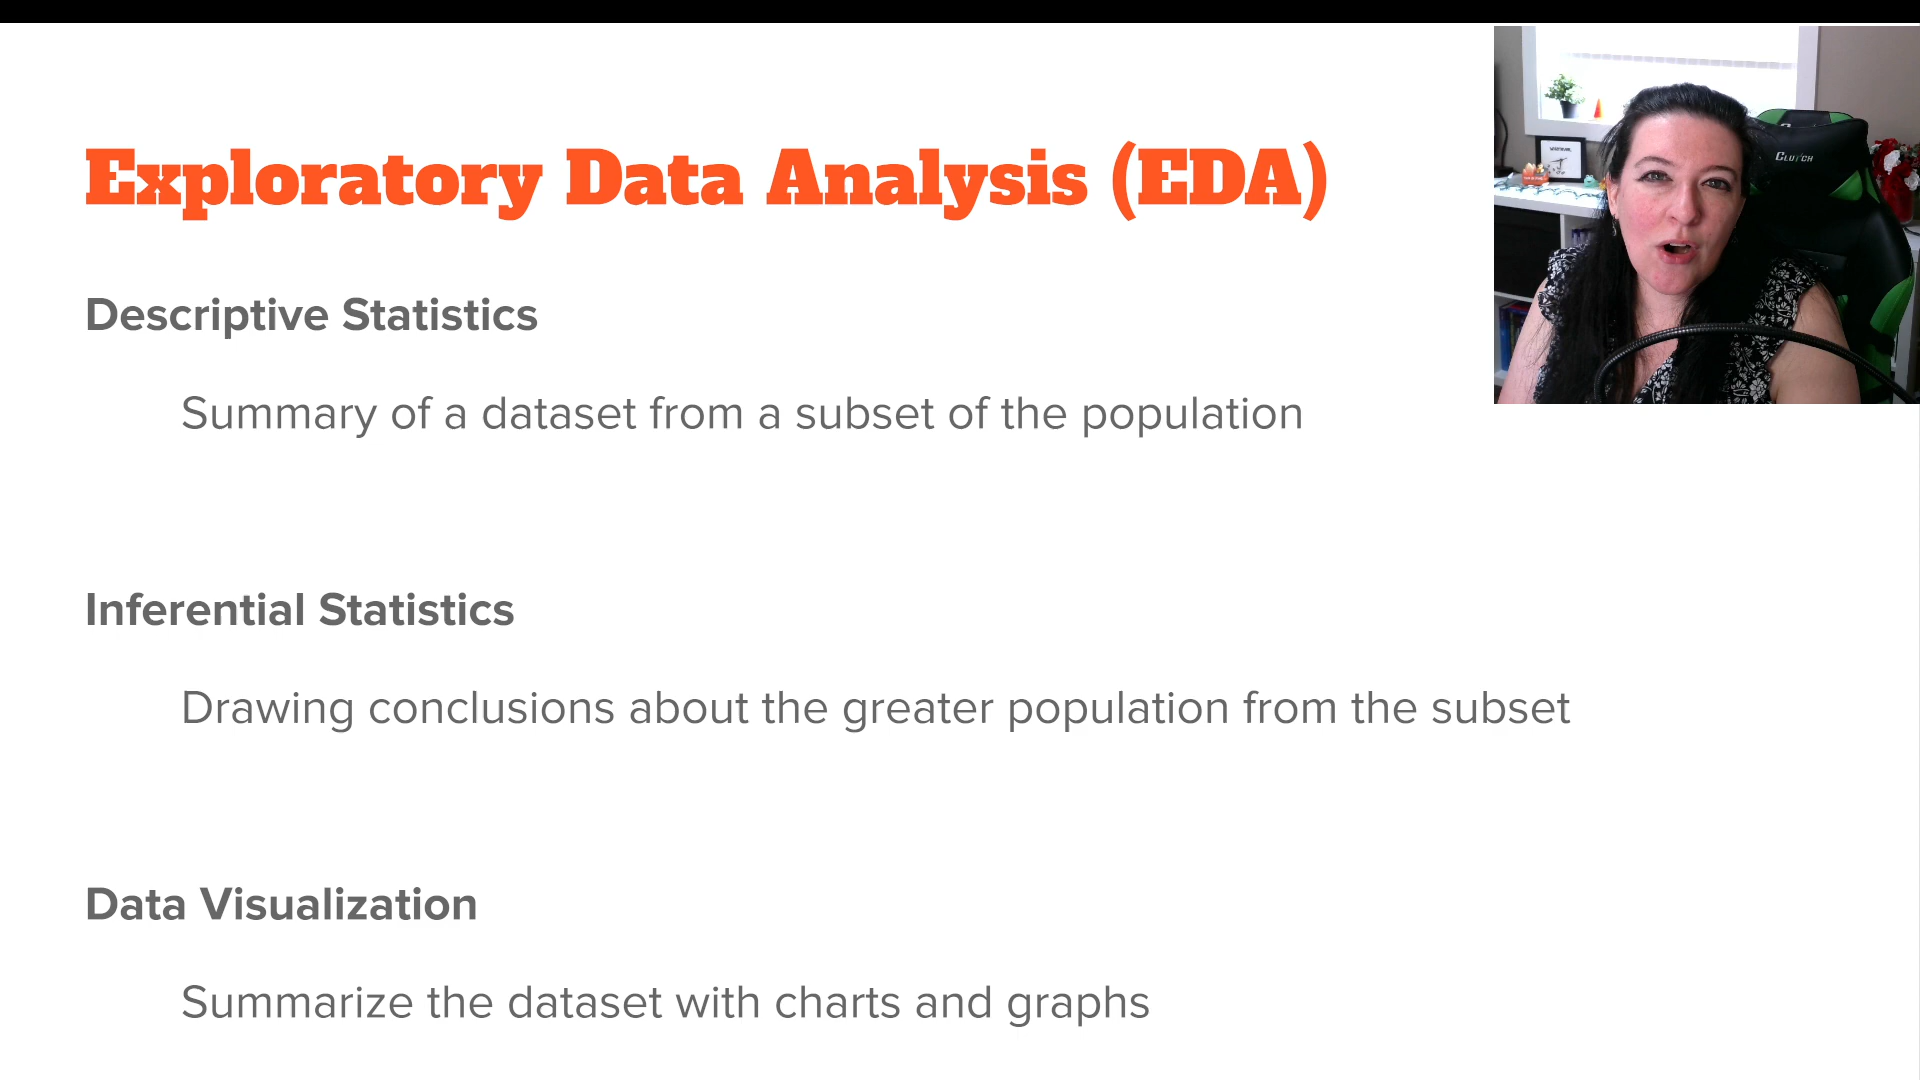 Exploratory Data Analysis (EDA)
Descriptive Statistics
Summary of a dataset from a subset of the population
Inferential Statistics
Drawing conclusions about the greater population from the subset
Data Visualization
Summarize the dataset with charts and graphs
CLUTCH